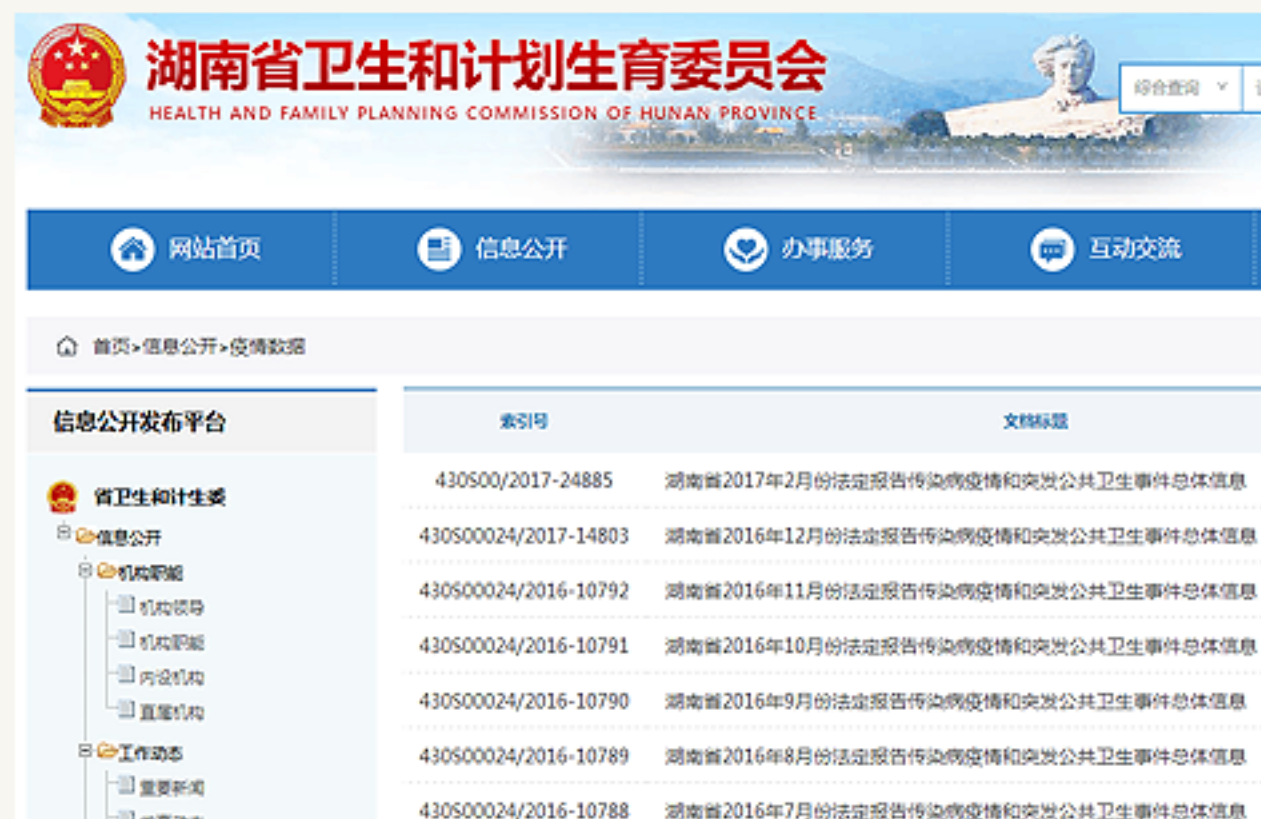 湖南省卫生和计划生育委员会
HEALTH AND FAMILY PLANNING COMMISSION OF HUNAN PROVINCE
综合查询
网站首页 信息公开 办事服务 互动交流
首页>信息公开>疫情数据
信息公开发布平台
省卫生和计生委
信息公开
机构职能
机构领导
机构职能
内设机构
直属机构
工作动态
重要新闻
索引号 文档标题
430S00/2017-24885 湖南省2017年2月份法定报告传染病疫情和突发公共卫生事件总体信息
430S00024/2017-14803 湖南省2016年12月份法定报告传染病疫情和突发公共卫生事件总体信息
430S00024/2016-10792 湖南省2016年11月份法定报告传染病疫情和突发公共卫生事件总体信息
430S00024/2016-10791 湖南省2016年10月份法定报告传染病疫情和突发公共卫生事件总体信息
430S00024/2016-10790 湖南省2016年9月份法定报告传染病疫情和突发公共卫生事件总体信息
430S00024/2016-10789 湖南省2016年8月份法定报告传染病疫情和突发公共卫生事件总体信息
430S00024/2016-10788 湖南省2016年7月份法定报告传染病疫情和突发公共卫生事件总体信息